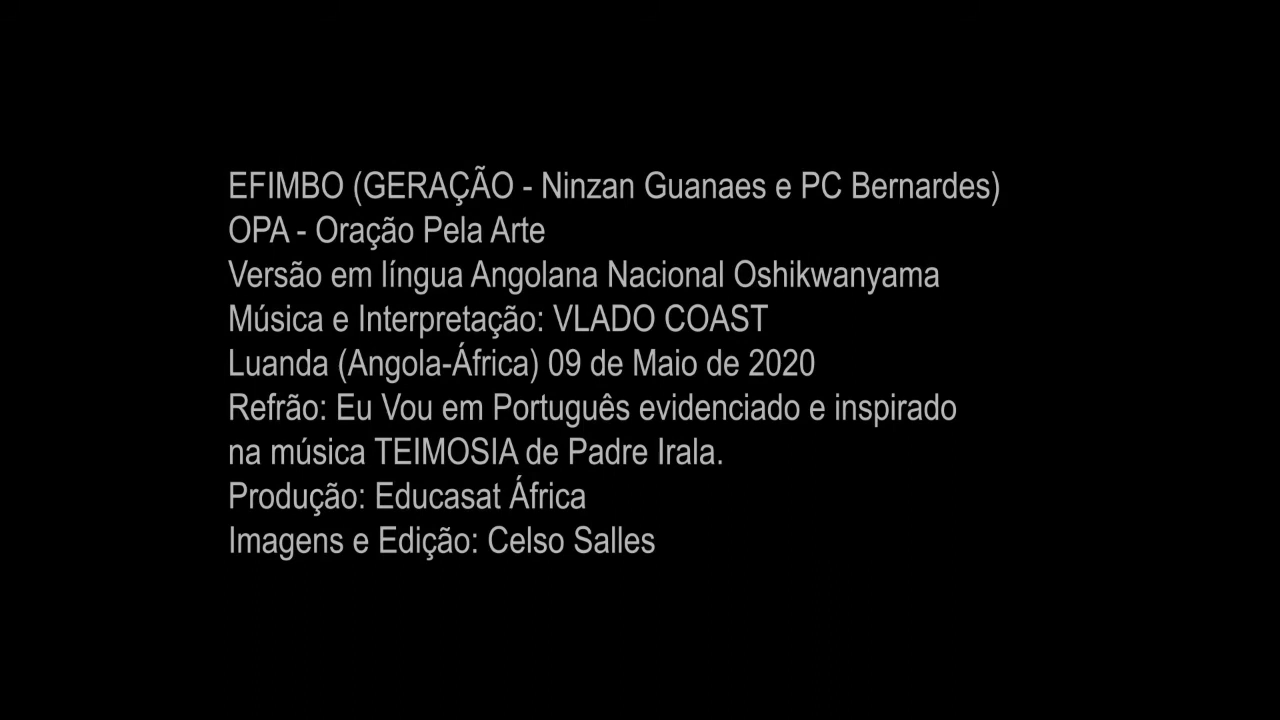 EFIMBO (GERAÇÃO - Ninzan Guanaes e PC Bernardes)
OPA - Oração Pela Arte
Versão em língua Angolana Nacional Oshikwanyama
Música e Interpretação: VLADO COAST
Luanda (Angola-África) 09 de Maio de 2020
Refrão: Eu Vou em Português evidenciado e inspirado
na música TEIMOSIA de Padre Irala.
Produção: Educasat África
Imagens e Edição: Celso Salles